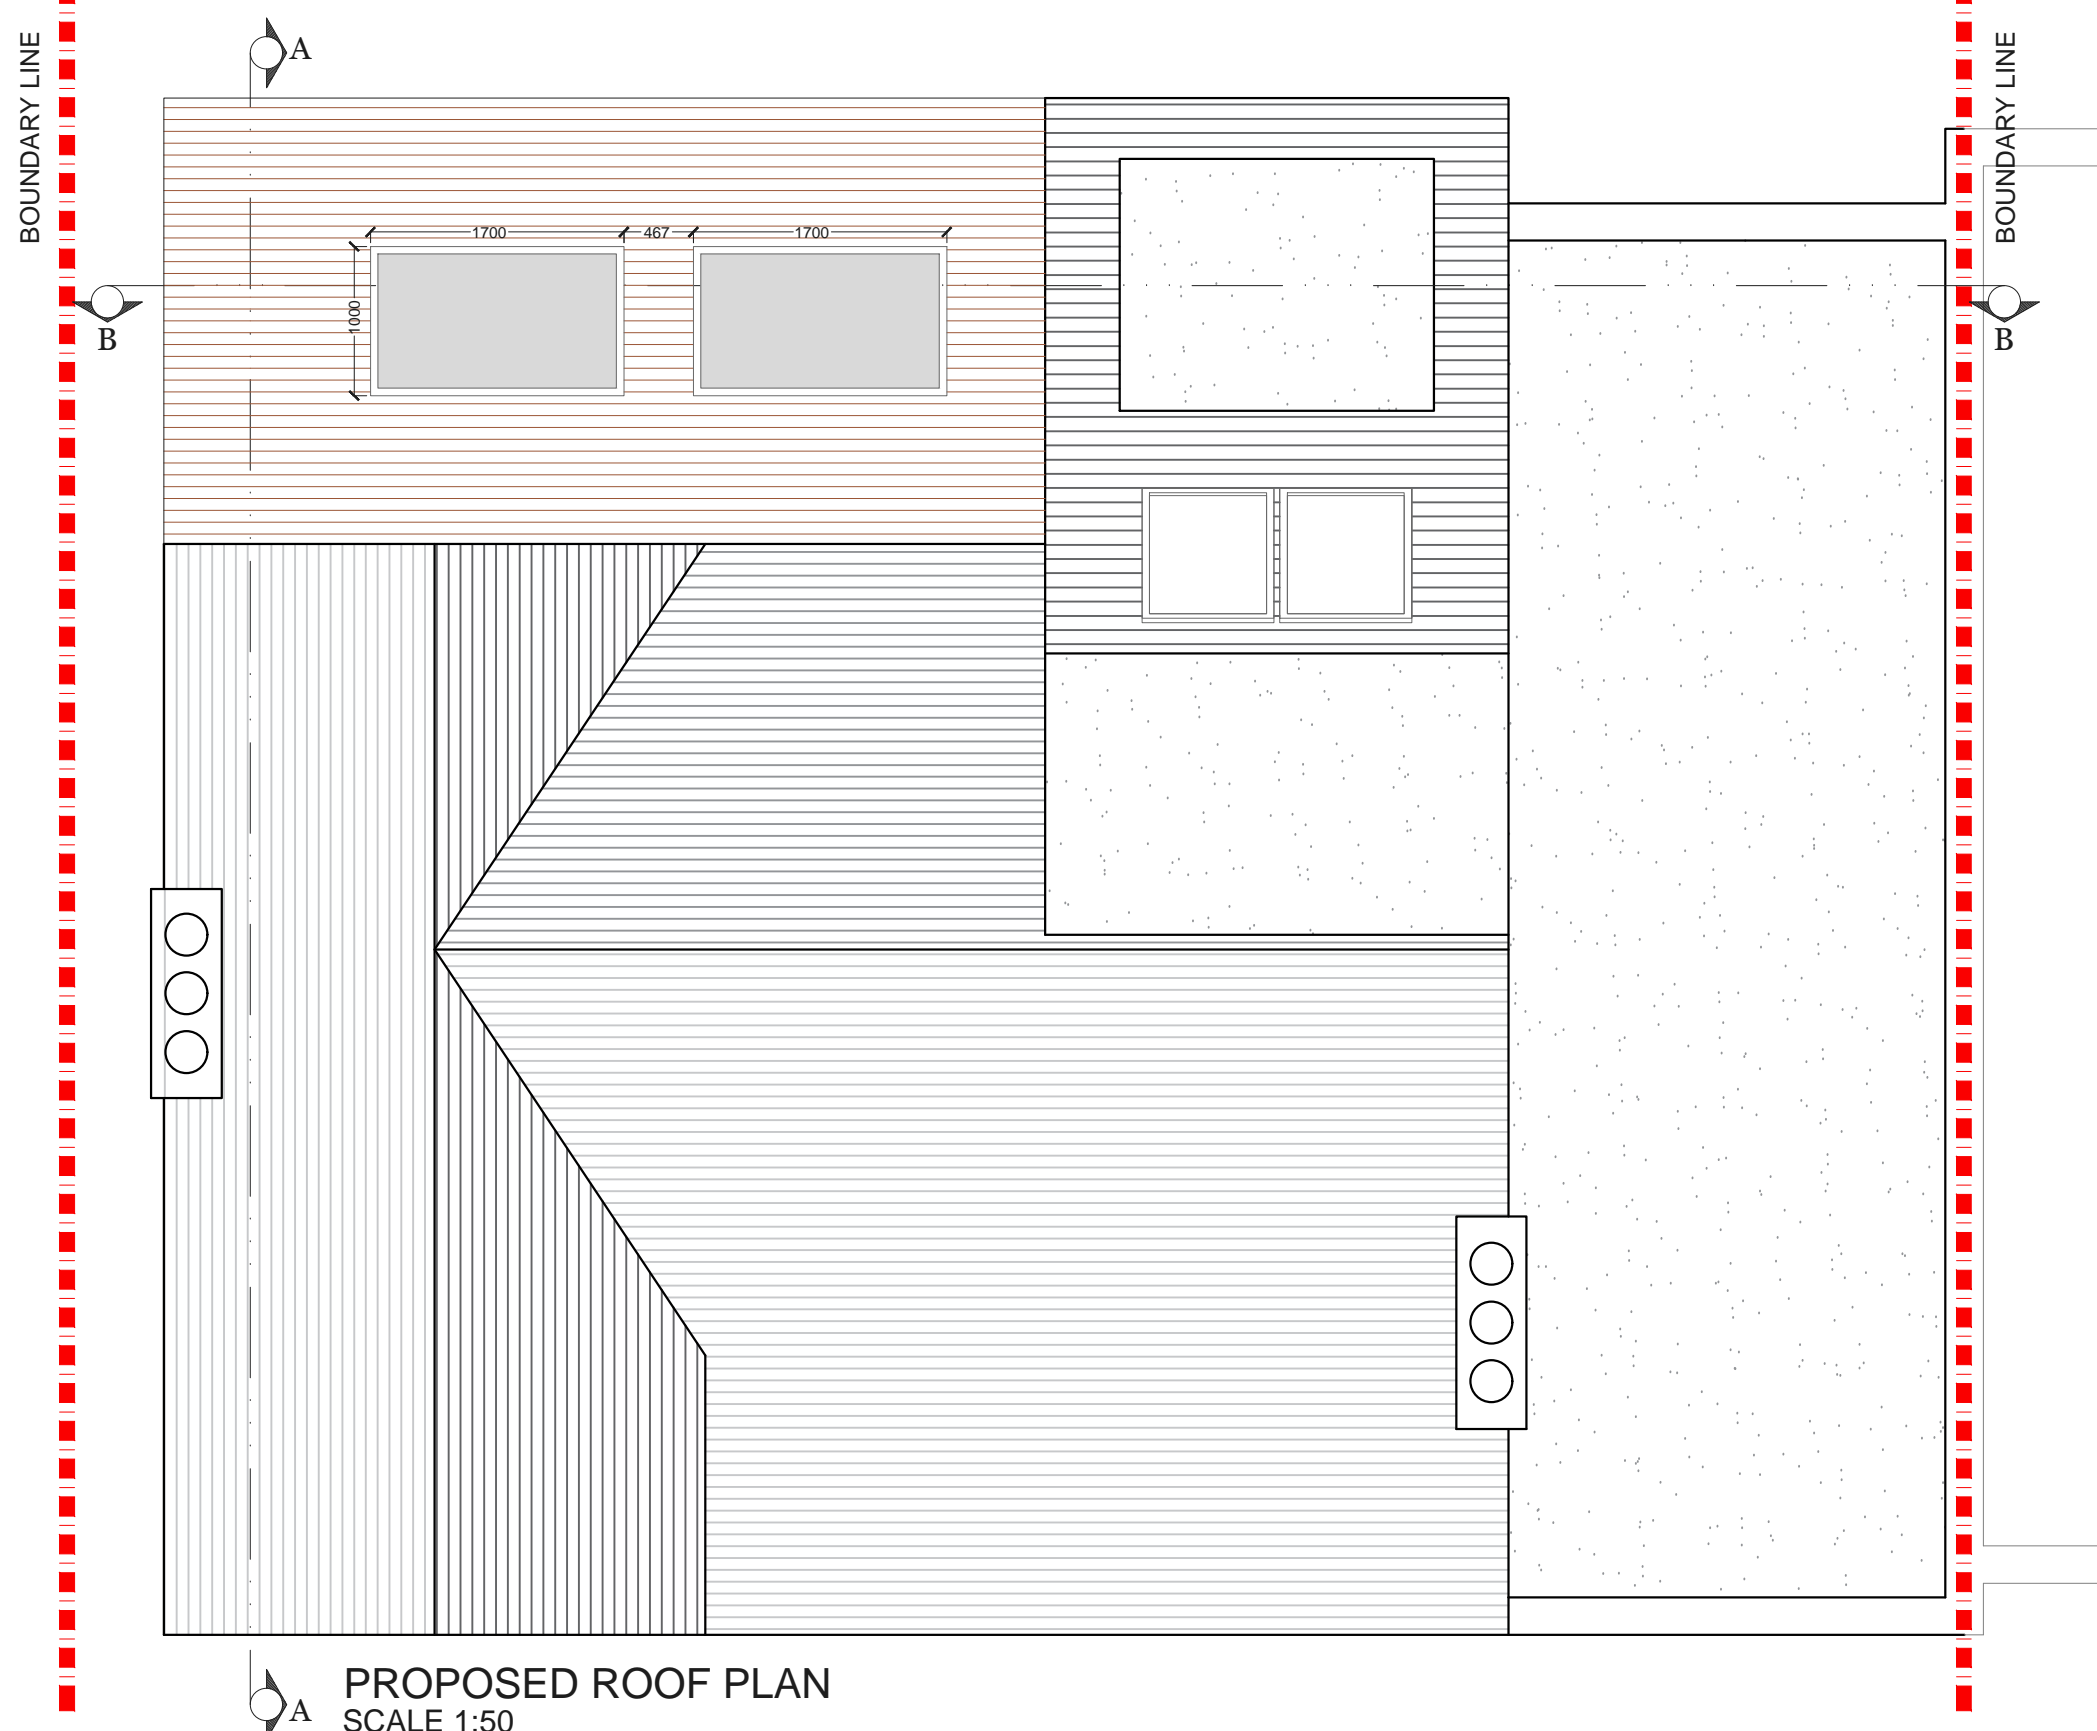 BOUNDARY LINE
A
BOUNDARY LINE
1700
467
1700
1000
B
B
PROPOSED ROOF PLAN
SCALE 1:50
A